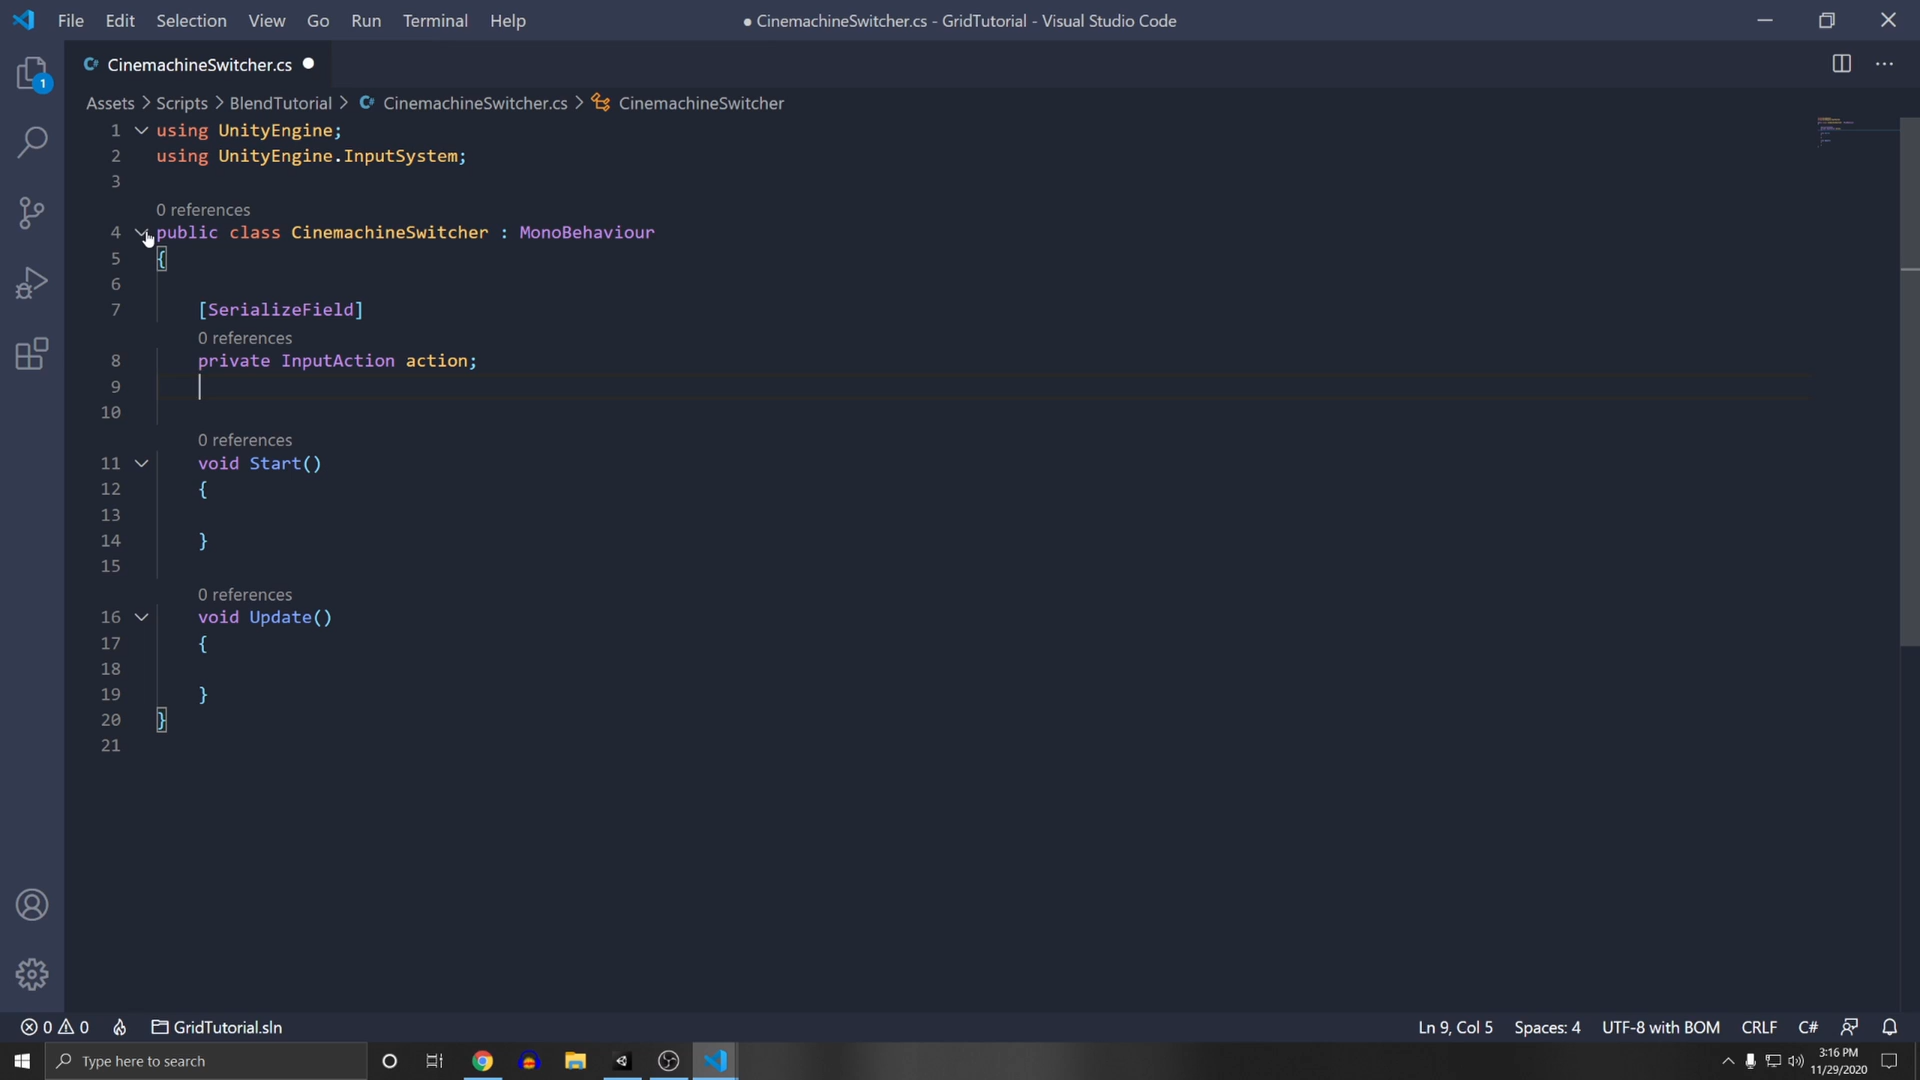 File Edit Selection View Go Run Terminal Help
● CinemachineSwitcher.cs - GridTutorial - Visual Studio Code
CinemachineSwitcher.cs
Assets > Scripts > BlendTutorial > CinemachineSwitcher.cs > CinemachineSwitcher
1 using UnityEngine;
2 using UnityEngine.InputSystem;
3
0 references
4 public class CinemachineSwitcher : MonoBehaviour
5 {
6
7 [SerializeField]
0 references
8 private InputAction action;
9
10
0 references
11 void Start()
12 {
13
14 }
15
0 references
16 void Update()
17 {
18
19 }
20 }
21
1
0 0 GridTutorial.sln
Ln 9, Col 5 Spaces: 4 UTF-8 with BOM CRLF C#
Type here to search
3:16 PM
11/29/2020